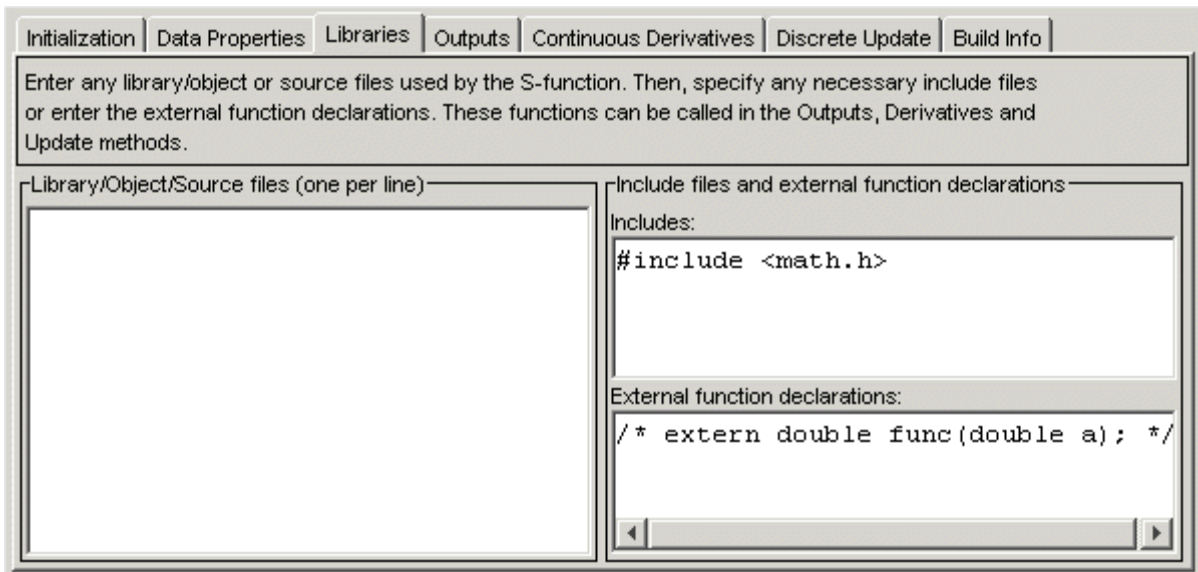 Initialization Data Properties Libraries Outputs Continuous Derivatives Discrete Update Build Info
Enter any library/object or source files used by the S-function. Then, specify any necessary include files
or enter the external function declarations. These functions can be called in the Outputs, Derivatives and
Update methods.
Library/Object/Source files (one per line)
Include files and external function declarations
Includes:
#include <math.h>
External function declarations:
/* extern double func(double a); */